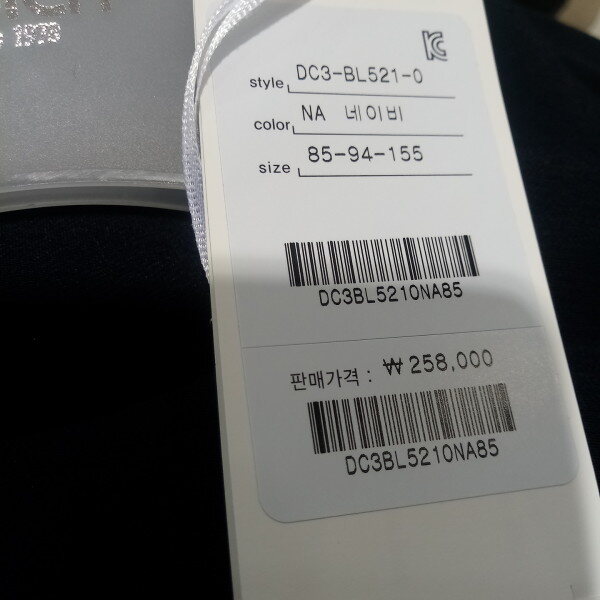 1978
style DC3-BL521-0
color NA 네이비
size 85-94-155
DC3BL5210NA85
판매가격 : ₩ 258,000
DC3BL5210NA85